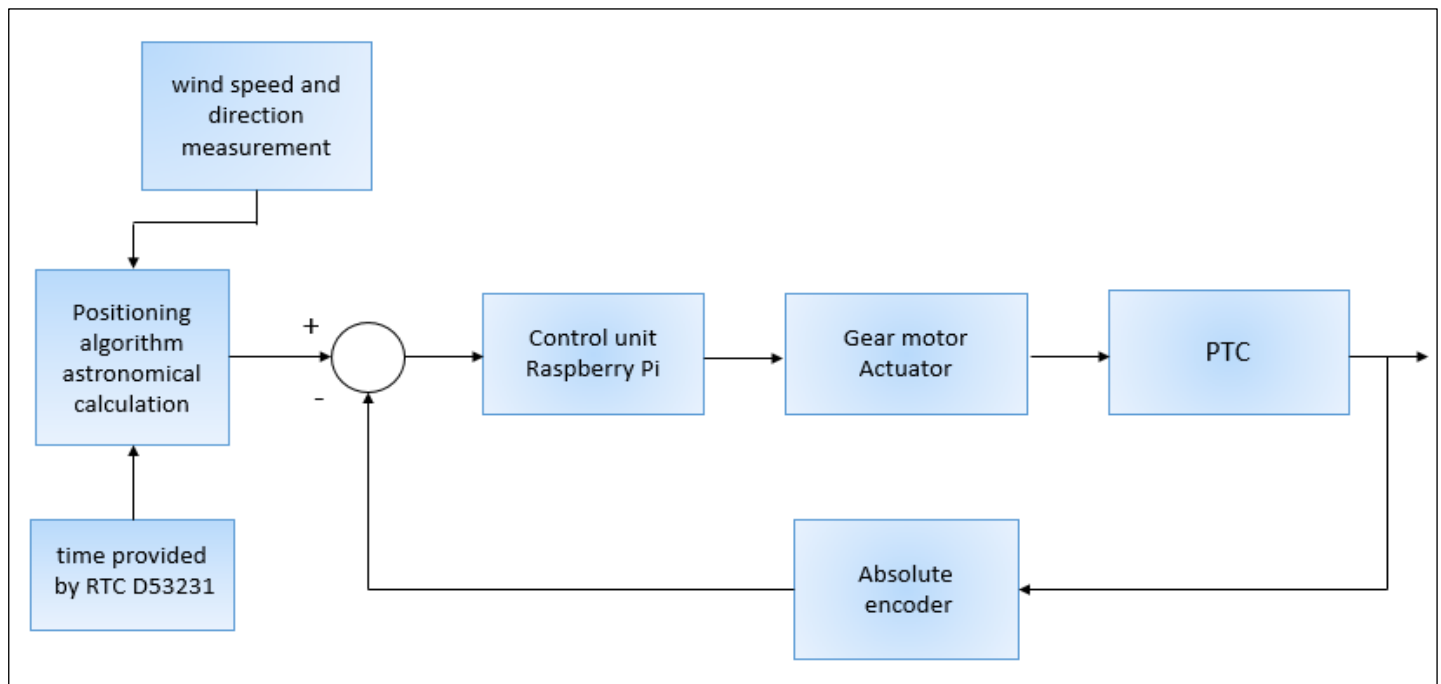 wind speed and
direction
measurement
Positioning
algorithm
astronomical
calculation
+
-
Control unit
Raspberry Pi
Gear motor
Actuator
PTC
time provided
by RTC D53231
Absolute
encoder